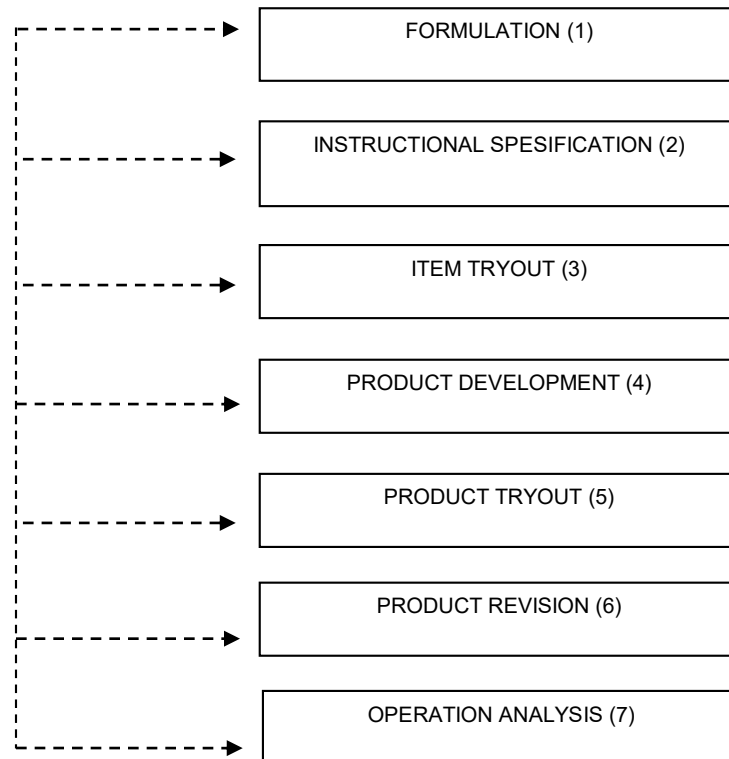 FORMULATION (1)
INSTRUCTIONAL SPESIFICATION (2)
ITEM TRYOUT (3)
PRODUCT DEVELOPMENT (4)
PRODUCT TRYOUT (5)
PRODUCT REVISION (6)
OPERATION ANALYSIS (7)